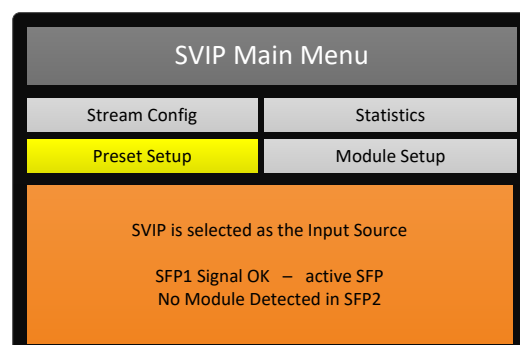 SVIP Main Menu
Stream Config
Statistics
Preset Setup
Module Setup
SVIP is selected as the Input Source
SFP1 Signal OK – active SFP
No Module Detected in SFP2